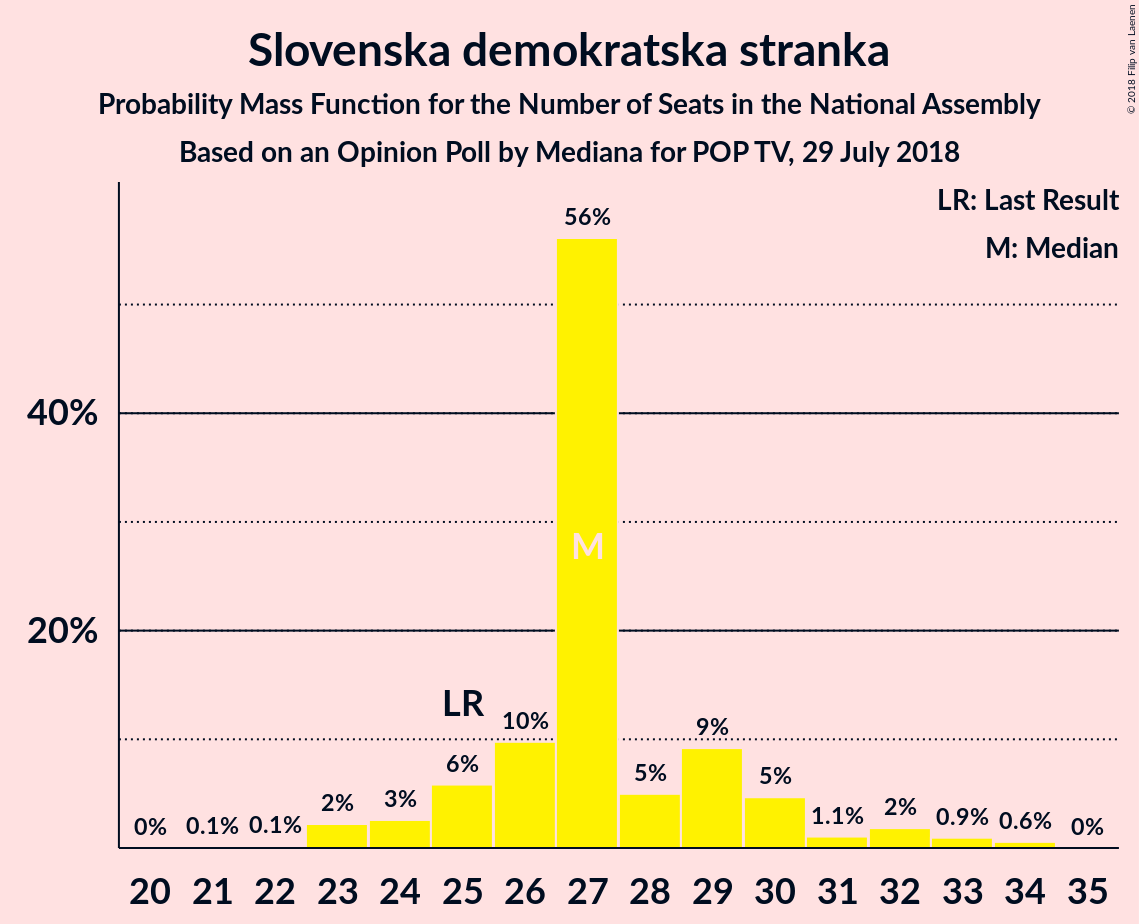 Slovenska demokratska stranka
Probability Mass Function for the Number of Seats in the National Assembly
Based on an Opinion Poll by Mediana for POP TV, 29 July 2018
© 2018 Filip van Laenen
LR: Last Result
M: Median
56%
40%
M
20%
LR
10%
9%
6%
5%
5%
3%
2%
2%
1.1%
0.9%
0.6%
0.1%
0.1%
0%
0%
20 21 22 23 24 25 26 27 28 29 30 31 32 33 34 35